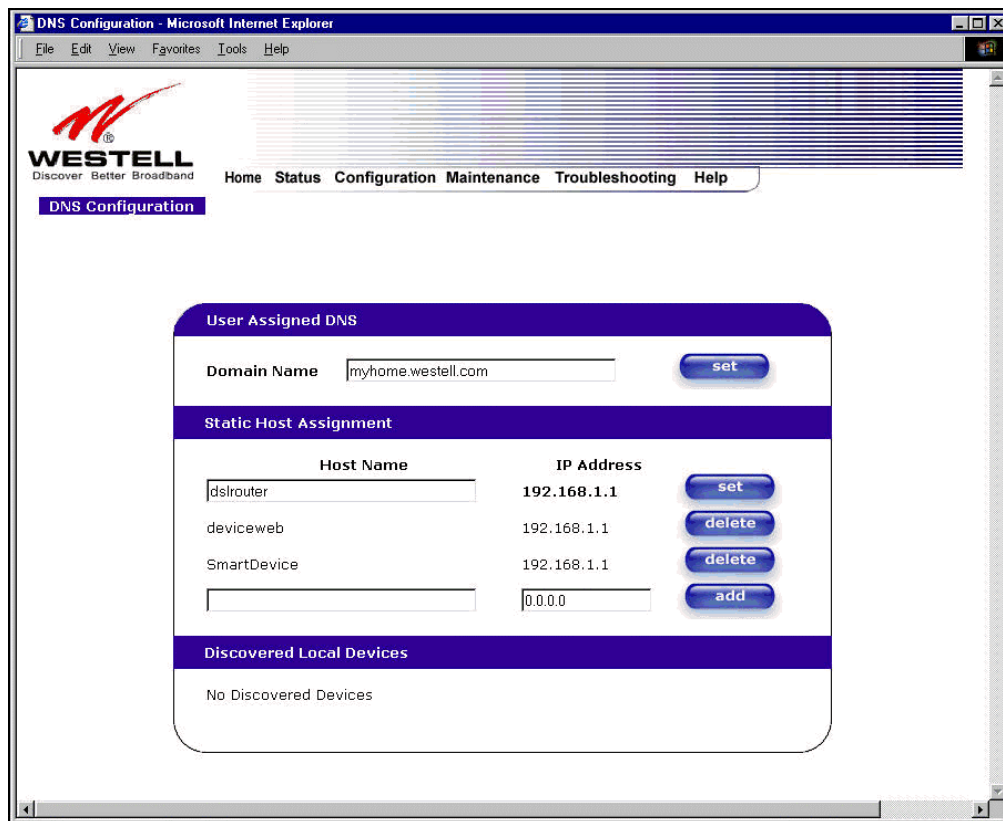 DNS Configuration - Microsoft Internet Explorer
File Edit View Favorites Tools Help
®
WESTELL
Discover Better Broadband
Home Status Configuration Maintenance Troubleshooting Help
DNS Configuration
User Assigned DNS
Domain Name myhome.westell.com set
Static Host Assignment
Host Name IP Address
dslrouter 192.168.1.1 set
deviceweb 192.168.1.1 delete
SmartDevice 192.168.1.1 delete
0.0.0.0 add
Discovered Local Devices
No Discovered Devices